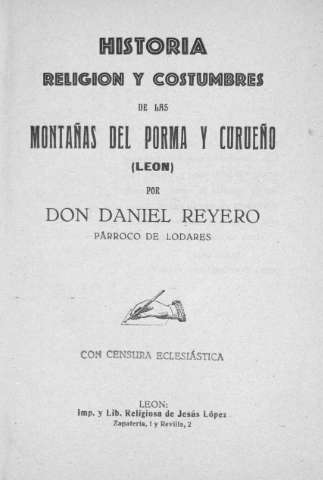 HISTORIA
RELIGION Y COSTUMBRES
DE LAS
MONTAÑAS DEL PORMA Y CURUEÑO
(LEON)
POR
DON DANIEL REYERO
PÁRROCO DE LODARES
CON CENSURA ECLESIÁSTICA
LEON:
Imp. y Lib. Religiosa de Jesús López
Zapatería, 1 y Revilla, 2